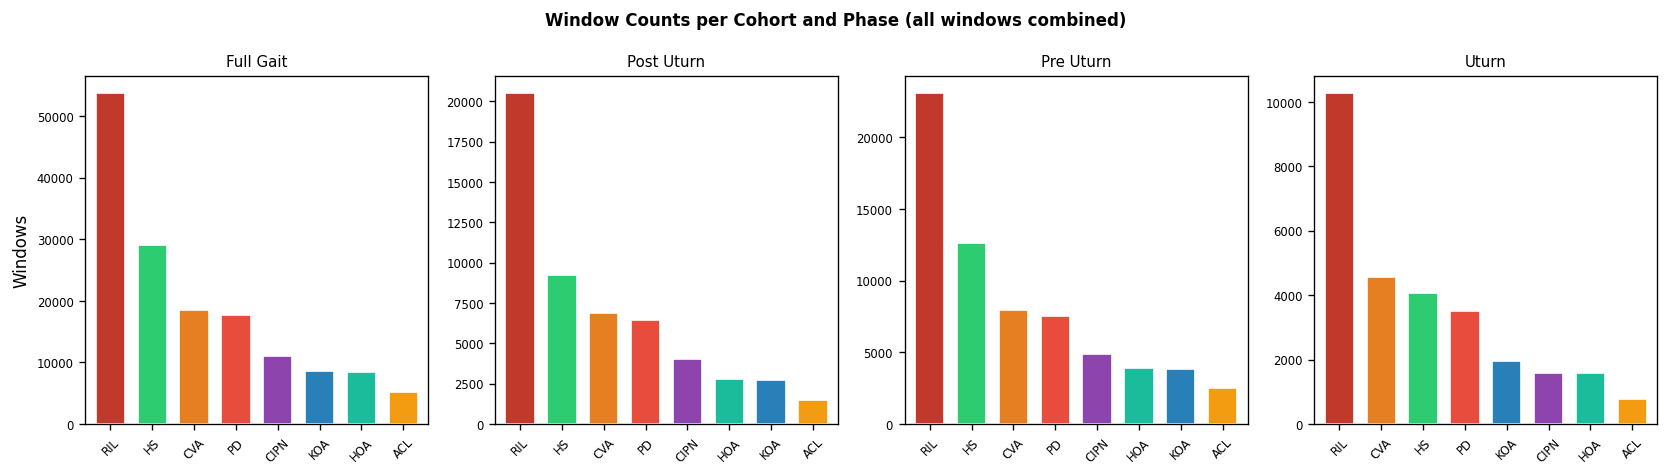 Window Counts per Cohort and Phase (all windows combined)
Full Gait
Windows
50000
40000
30000
20000
10000
0
RIL HS CVA PD CIPN KOA HOA ACL
Post Uturn
20000
17500
15000
12500
10000
7500
5000
2500
0
RIL HS CVA PD CIPN HOA KOA ACL
Pre Uturn
20000
15000
10000
5000
0
RIL HS CVA PD CIPN HOA KOA ACL
Uturn
10000
8000
6000
4000
2000
0
RIL CVA HS PD KOA CIPN HOA ACL